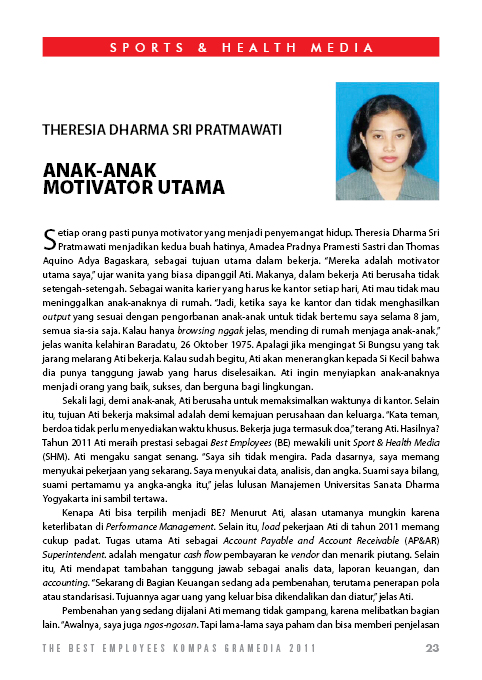 SPORTS & HEALTH MEDIA
THERESIA DHARMA SRI PRATMAWATI
ANAK-ANAK
MOTIVATOR UTAMA
Setiap orang pasti punya motivator yang menjadi penyemangat hidup. Theresia Dharma Sri
Pratmawati menjadikan kedua buah hatinya, Amadea Pradnya Pramesti Sastri dan Thomas
Aquino Adya Bagaskara, sebagai tujuan utama dalam bekerja. "Mereka adalah motivator
utama saya," ujar wanita yang biasa dipanggil Ati. Makanya, dalam bekerja Ati berusaha tidak
setengah-setengah. Sebagai wanita karier yang harus ke kantor setiap hari, Ati mau tidak mau
meninggalkan anak-anaknya di rumah. "Jadi, ketika saya ke kantor dan tidak menghasilkan
output yang sesuai dengan pengorbanan anak-anak untuk tidak bertemu saya selama 8 jam,
semua sia-sia saja. Kalau hanya browsing nggak jelas, mending di rumah menjaga anak-anak,"
jelas wanita kelahiran Baradatu, 26 Oktober 1975. Apalagi jika mengingat Si Bungsu yang tak
jarang melarang Ati bekerja. Kalau sudah begitu, Ati akan menerangkan kepada Si Kecil bahwa
dia punya tanggung jawab yang harus diselesaikan. Ati ingin menyiapkan anak-anaknya
menjadi orang yang baik, sukses, dan berguna bagi lingkungan.
Sekali lagi, demi anak-anak, Ati berusaha untuk memaksimalkan waktunya di kantor. Selain
itu, tujuan Ati bekerja maksimal adalah demi kemajuan perusahaan dan keluarga. "Kata teman,
berdoa tidak perlu menyediakan waktu khusus. Bekerja juga termasuk doa," terang Ati. Hasilnya?
Tahun 2011 Ati meraih prestasi sebagai Best Employees (BE) mewakili unit Sport & Health Media
(SHM). Ati mengaku sangat senang. "Saya sih tidak mengira. Pada dasarnya, saya memang
menyukai pekerjaan yang sekarang. Saya menyukai data, analisis, dan angka. Suami saya bilang,
suami pertamamu ya angka-angka itu," jelas lulusan Manajemen Universitas Sanata Dharma
Yogyakarta ini sambil tertawa.
Kenapa Ati bisa terpilih menjadi BE? Menurut Ati, alasan utamanya mungkin karena
keterlibatan di Performance Management. Selain itu, load pekerjaan Ati di tahun 2011 memang
cukup padat. Tugas utama Ati sebagai Account Payable and Account Receivable (AP&AR)
Superintendent. adalah mengatur cash flow pembayaran ke vendor dan menarik piutang. Selain
itu, Ati mendapat tambahan tanggung jawab sebagai analis data, laporan keuangan, dan
accounting. "Sekarang di Bagian Keuangan sedang ada pembenahan, terutama penerapan pola
atau standarisasi. Tujuannya agar uang yang keluar bisa dikendalikan dan diatur," jelas Ati.
Pembenahan yang sedang dijalani Ati memang tidak gampang, karena melibatkan bagian
lain. "Awalnya, saya juga ngos-ngosan. Tapi lama-lama saya paham dan bisa memberi penjelasan
THE BEST EMPLOYEES KOMPAS GRAMEDIA 2011 23